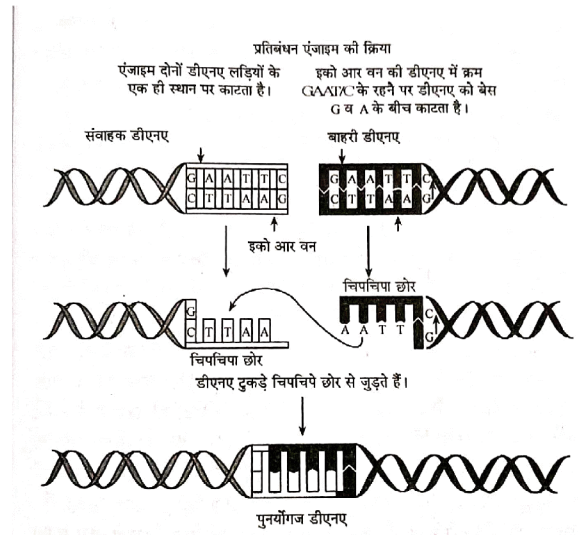 प्रतिबंधन एंजाइम की क्रिया
एंजाइम दोनों डीएनए लड़ियों के
एक ही स्थान पर काटता है।
इको आर वन की डीएनए में क्रम
GAATTC के रहने पर डीएनए को बेस
G व A के बीच काटता है।
संवाहक डीएनए
बाहरी डीएनए
G A A T T C
C T T A A G
G A A T T C
C T T A A G
इको आर वन
चिपचिपा छोर
G
C T T A A
A A T T C
G
चिपचिपा छोर
डीएनए टुकड़े चिपचिपे छोर से जुड़ते हैं।
पुनर्योगज डीएनए